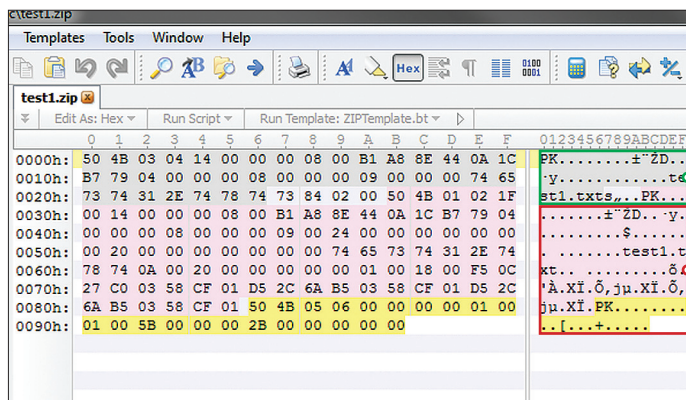 c\test1.zip
Templates Tools Window Help
Hex
test1.zip
Edit As: Hex Run Script Run Template: ZIPTemplate.bt
0 1 2 3 4 5 6 7 8 9 A B C D E F 0123456789ABCDEF
0000h: 50 4B 03 04 14 00 00 00 08 00 B1 A8 8E 44 0A 1C PK........±¨ŽD..
0010h: B7 79 04 00 00 00 08 00 00 00 09 00 00 00 74 65 ·y............te
0020h: 73 74 31 2E 74 78 74 73 84 02 00 50 4B 01 02 1F st1.txts„..PK...
0030h: 00 14 00 00 00 08 00 B1 A8 8E 44 0A 1C B7 79 04 .......±¨ŽD..·y.
0040h: 00 00 00 08 00 00 00 09 00 24 00 00 00 00 00 00 .........$......
0050h: 00 20 00 00 00 00 00 00 00 74 65 73 74 31 2E 74 . .......test1.t
0060h: 78 74 0A 00 20 00 00 00 00 00 01 00 18 00 F5 0C xt.. .........õ
0070h: 27 C0 03 58 CF 01 D5 2C 6A B5 03 58 CF 01 D5 2C 'À.XÏ.Õ,jµ.XÏ.Õ,
0080h: 6A B5 03 58 CF 01 50 4B 05 06 00 00 00 00 01 00 jµ.XÏ.PK........
0090h: 01 00 5B 00 00 00 2B 00 00 00 00 00 ..[...+.....